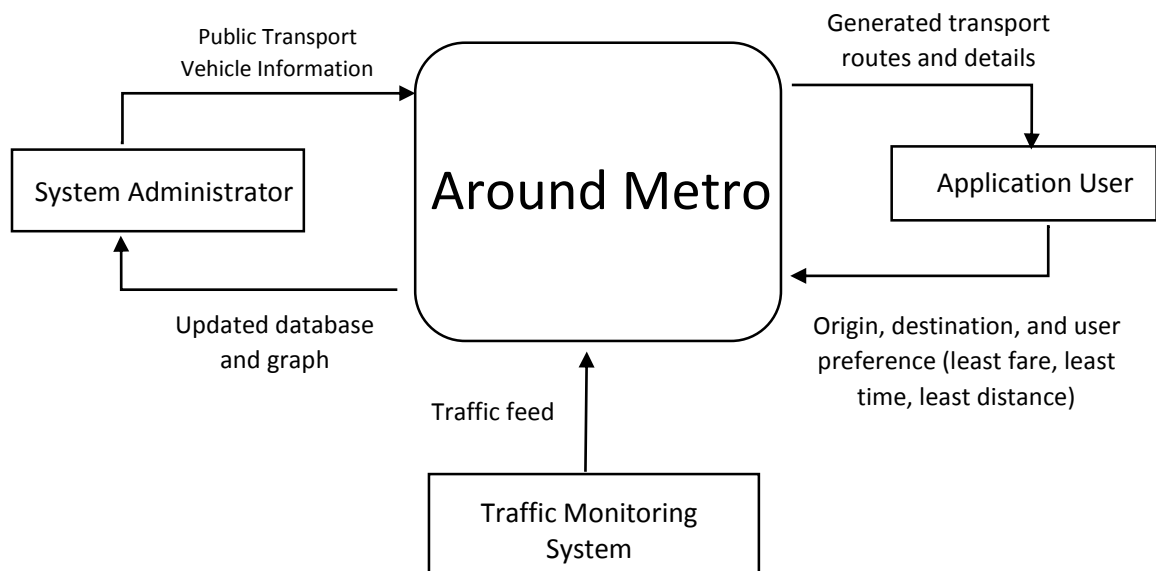 Public Transport
Vehicle Information
Generated transport
routes and details
System Administrator
Around Metro
Application User
Updated database
and graph
Origin, destination, and user
preference (least fare, least
time, least distance)
Traffic feed
Traffic Monitoring
System